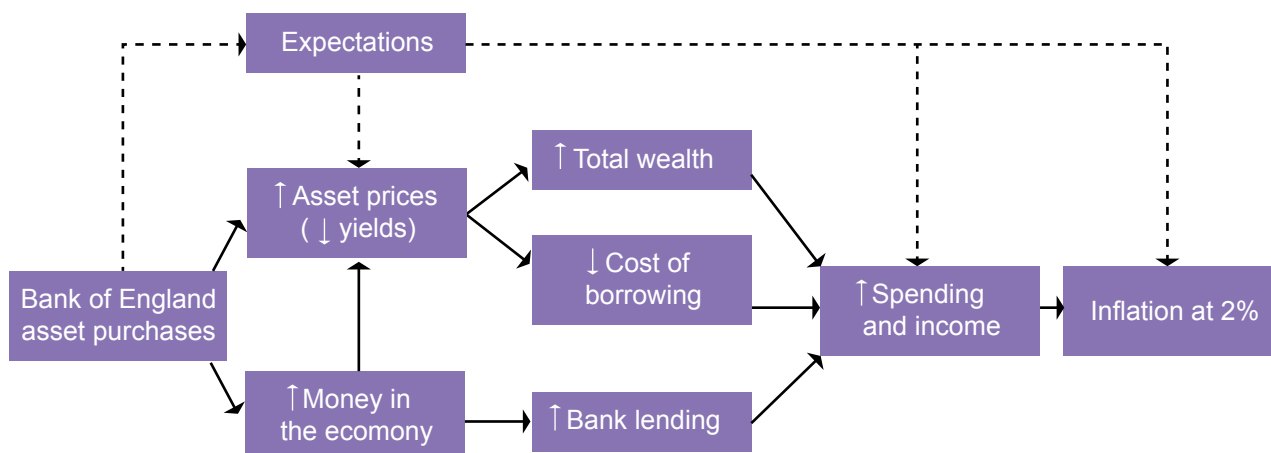 Expectations
↑ Total wealth
↑ Asset prices
( ↓ yields)
↓ Cost of
borrowing
Bank of England
asset purchases
↑ Spending
and income
Inflation at 2%
↑ Money in
the ecomony
↑ Bank lending